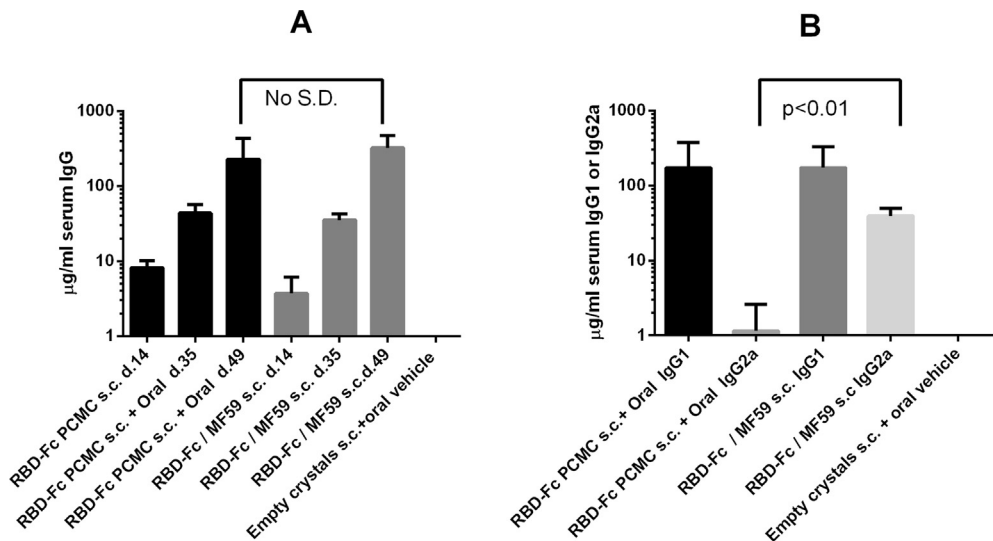 A
No S.D.
1000
100
10
1
μg/ml serum IgG
RBD-Fc PCMC s.c. d.14
RBD-Fc PCMC s.c. + Oral d.35
RBD-Fc PCMC s.c. + Oral d.49
RBD-Fc / MF59 s.c. d.14
RBD-Fc / MF59 s.c. d.35
RBD-Fc / MF59 s.c.d.49
Empty crystals s.c.+oral vehicle
B
p<0.01
1000
100
10
1
μg/ml serum IgG1 or IgG2a
RBD-Fc PCMC s.c.+ Oral IgG1
RBD-Fc PCMC s.c. + Oral IgG2a
RBD-Fc / MF59 s.c. IgG1
RBD-Fc / MF59 s.c IgG2a
Empty crystals s.c. + oral vehicle